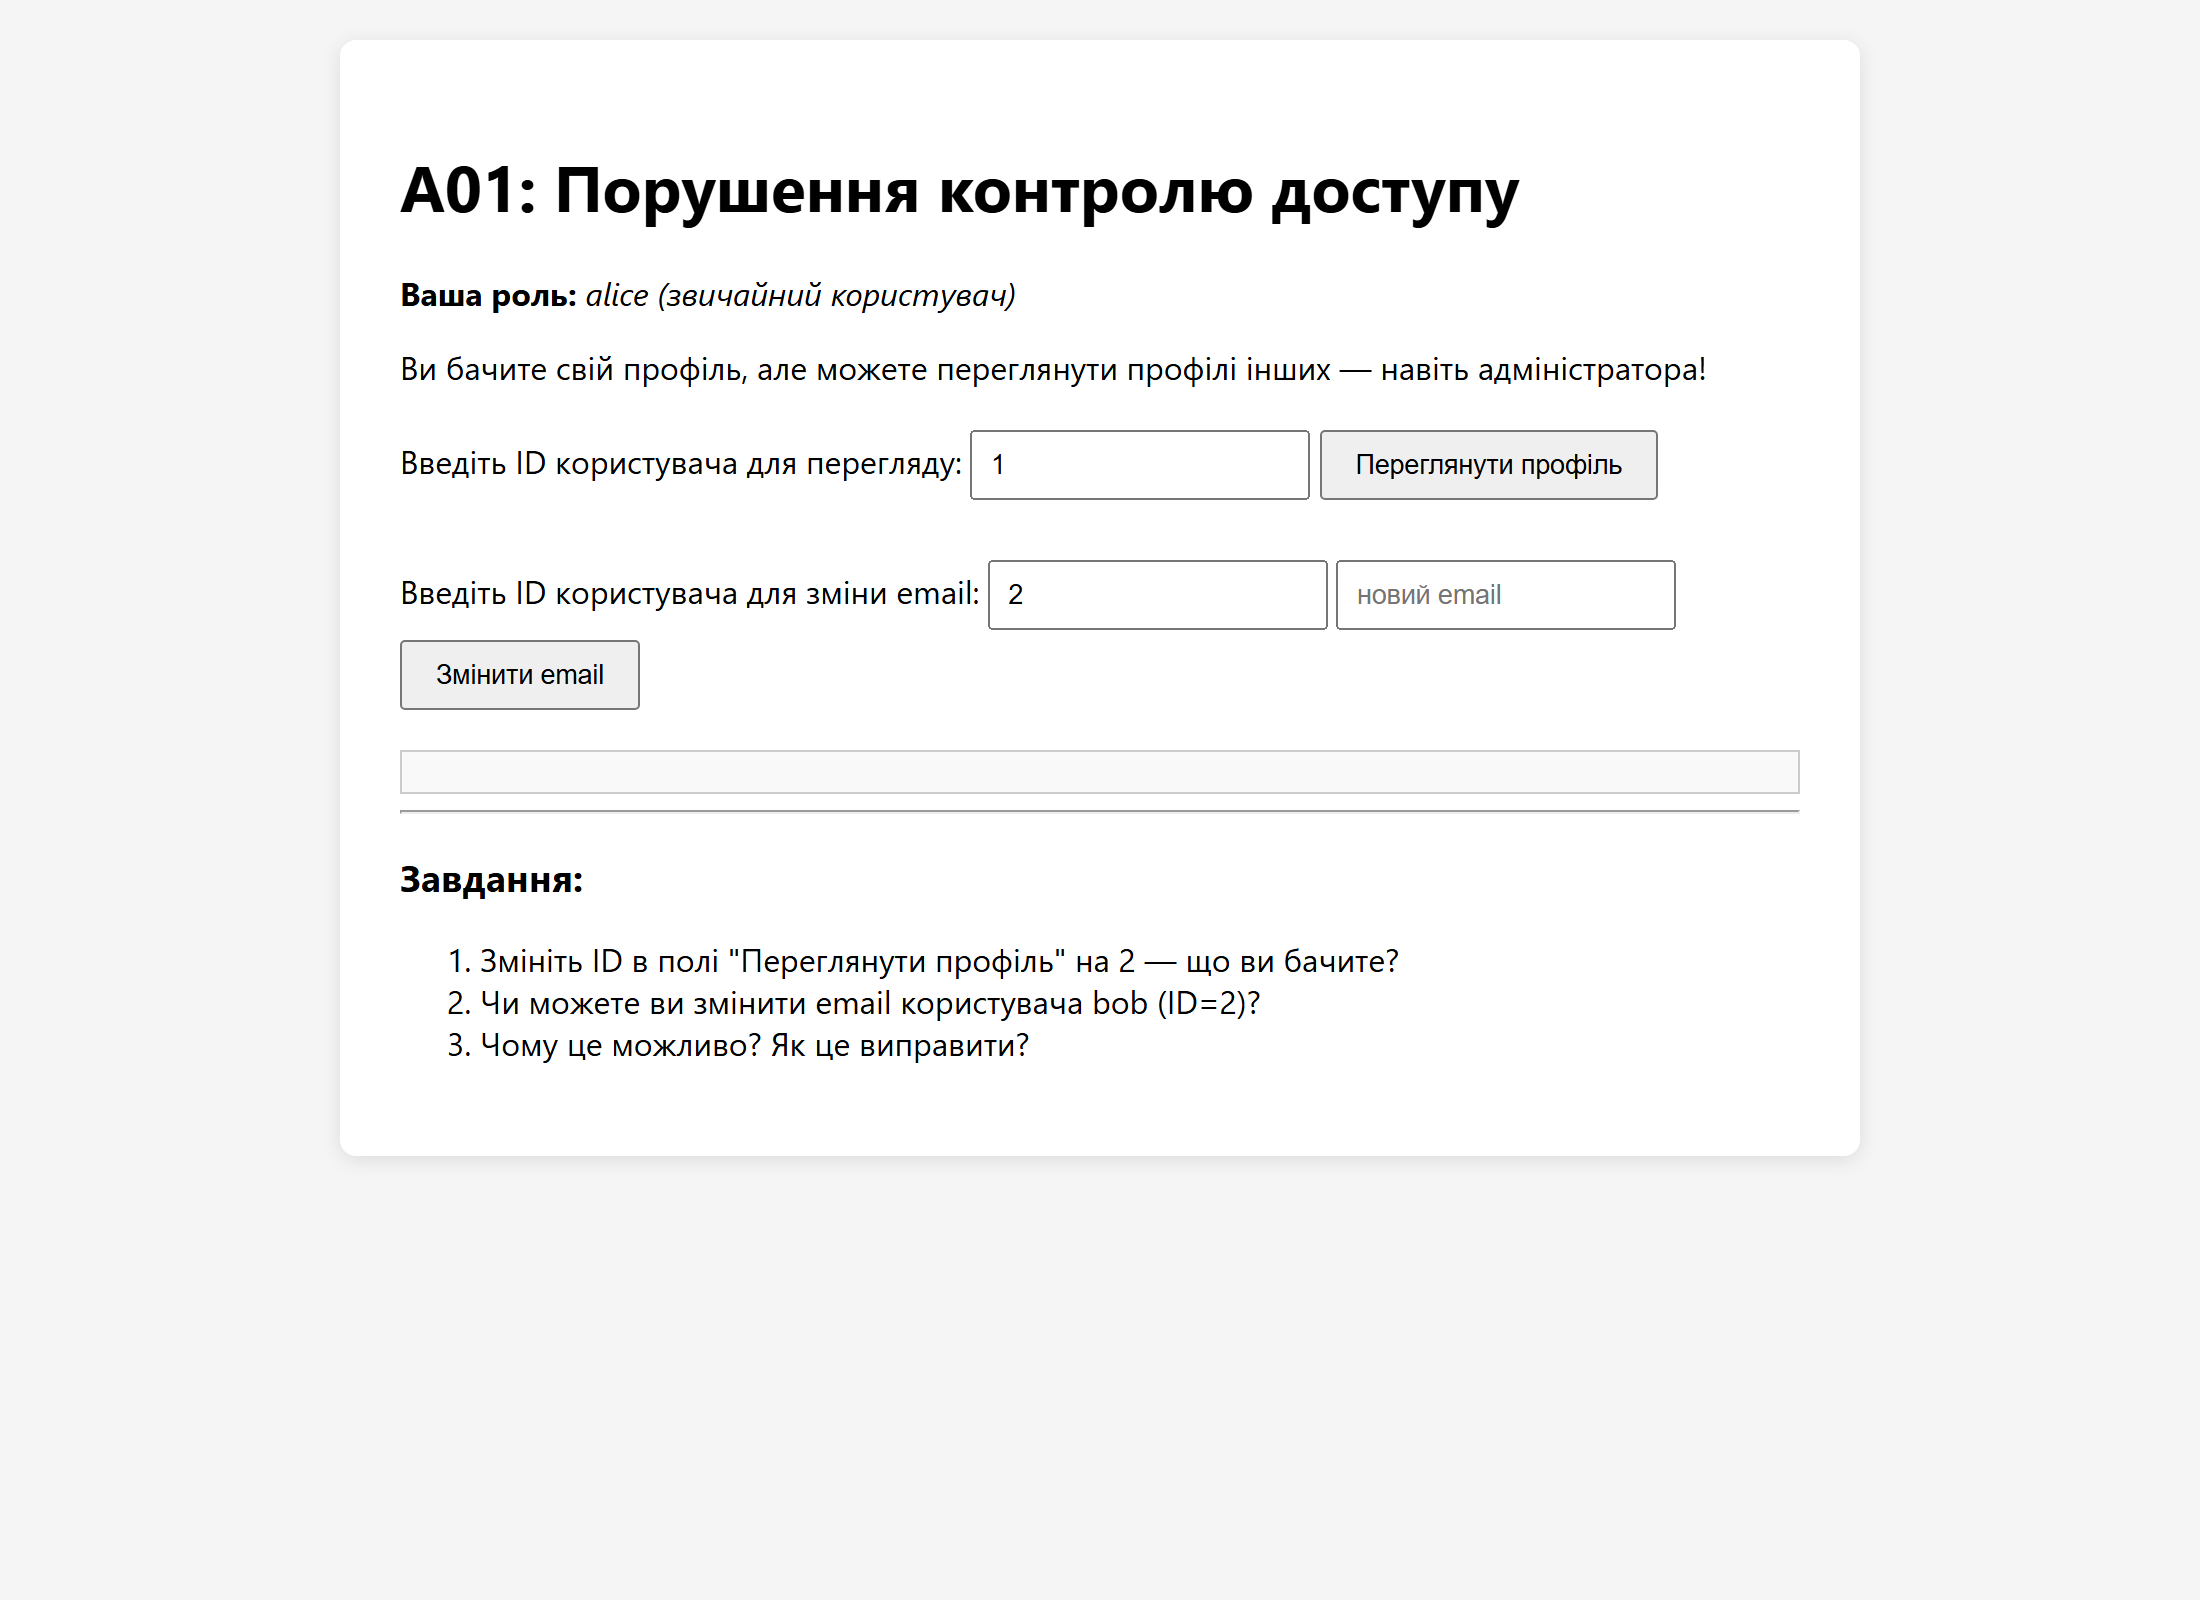 A01: Порушення контролю доступу
Ваша роль: alice (звичайний користувач)
Ви бачите свій профіль, але можете переглянути профілі інших — навіть адміністратора!
Введіть ID користувача для перегляду: 1 Переглянути профіль
Введіть ID користувача для зміни email: 2 новий email
Змінити email
Завдання:
1. Змініть ID в полі "Переглянути профіль" на 2 — що ви бачите?
2. Чи можете ви змінити email користувача bob (ID=2)?
3. Чому це можливо? Як це виправити?